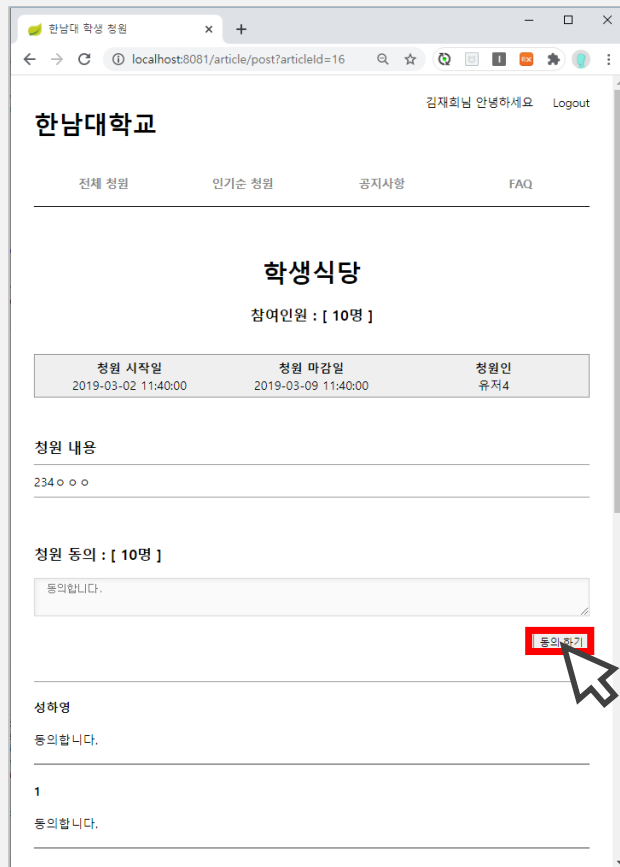 한남대 학생 청원
localhost:8081/article/post?articleId=16
김재희님 안녕하세요 Logout
한남대학교
전체 청원 인기순 청원 공지사항 FAQ
학생식당
참여인원 : [ 10명 ]
청원 시작일 청원 마감일 청원인
2019-03-02 11:40:00 2019-03-09 11:40:00 유저4
청원 내용
234ㅇㅇㅇ
청원 동의 : [ 10명 ]
동의합니다.
동의하기
성하영
동의합니다.
1
동의합니다.